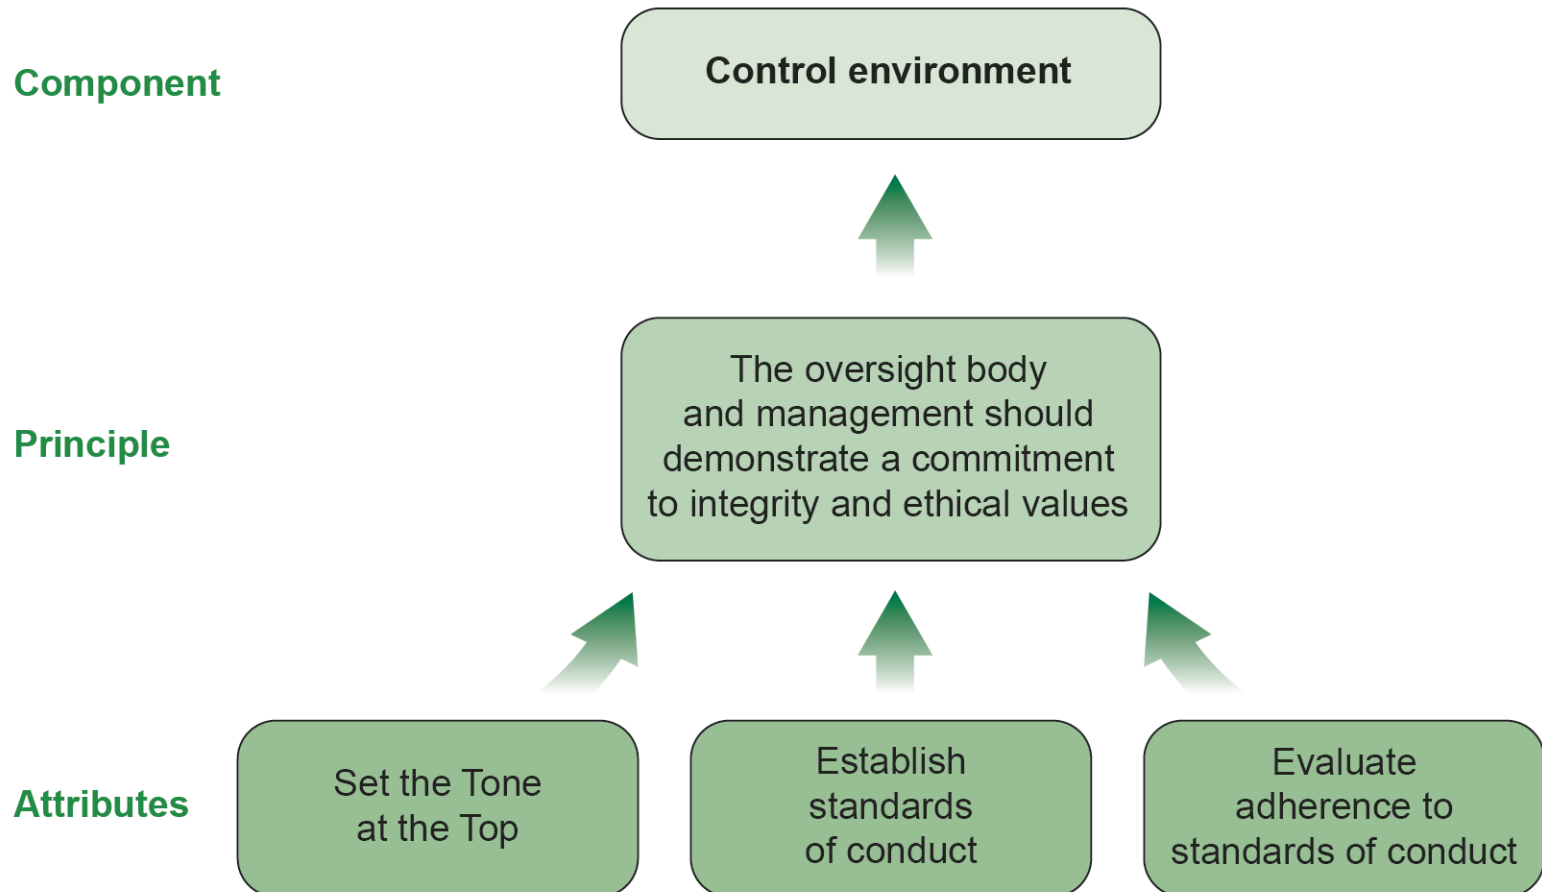 Component
Control environment
Principle
The oversight body
and management should
demonstrate a commitment
to integrity and ethical values
Attributes
Set the Tone
at the Top
Establish
standards
of conduct
Evaluate
adherence to
standards of conduct